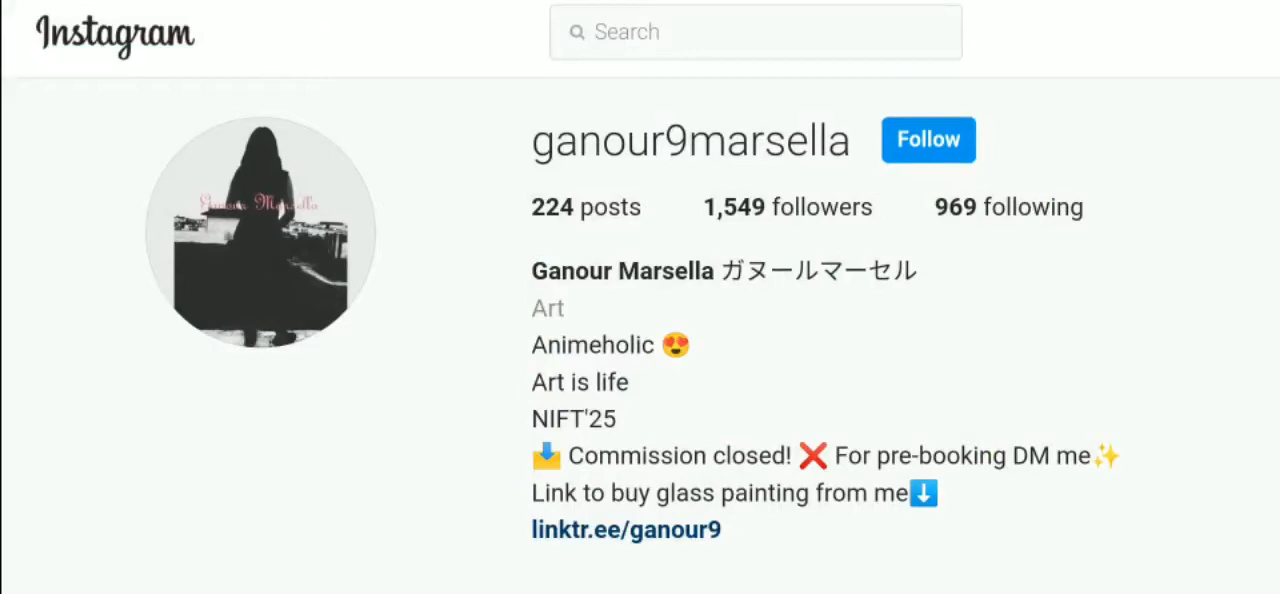 Instagram
Search
ganour9marsella
Follow
224 posts 1,549 followers 969 following
Ganour Marsella ガヌールマーセル
Art
Animeholic 😍
Art is life
NIFT'25
📥 Commission closed! ❌ For pre-booking DM me✨
Link to buy glass painting from me⬇️
linktr.ee/ganour9
Ganour Marsella